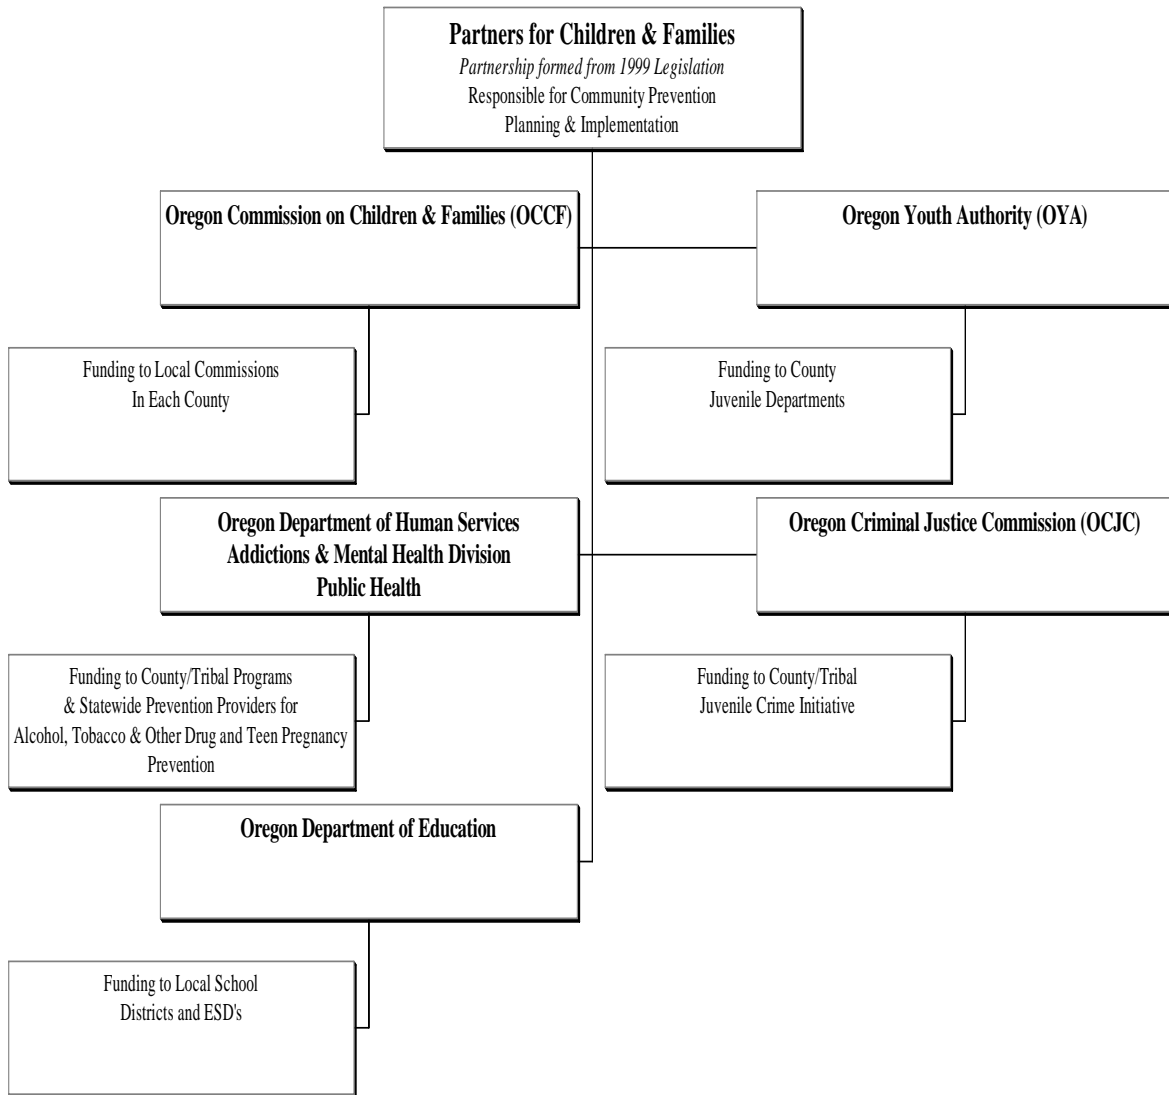 Partners for Children & Families
Partnership formed from 1999 Legislation
Responsible for Community Prevention
Planning & Implementation
Oregon Commission on Children & Families (OCCF)
Oregon Youth Authority (OYA)
Funding to Local Commissions
In Each County
Funding to County
Juvenile Departments
Oregon Department of Human Services
Addictions & Mental Health Division
Public Health
Oregon Criminal Justice Commission (OCJC)
Funding to County/Tribal Programs
& Statewide Prevention Providers for
Alcohol, Tobacco & Other Drug and Teen Pregnancy
Prevention
Funding to County/Tribal
Juvenile Crime Initiative
Oregon Department of Education
Funding to Local School
Districts and ESD's